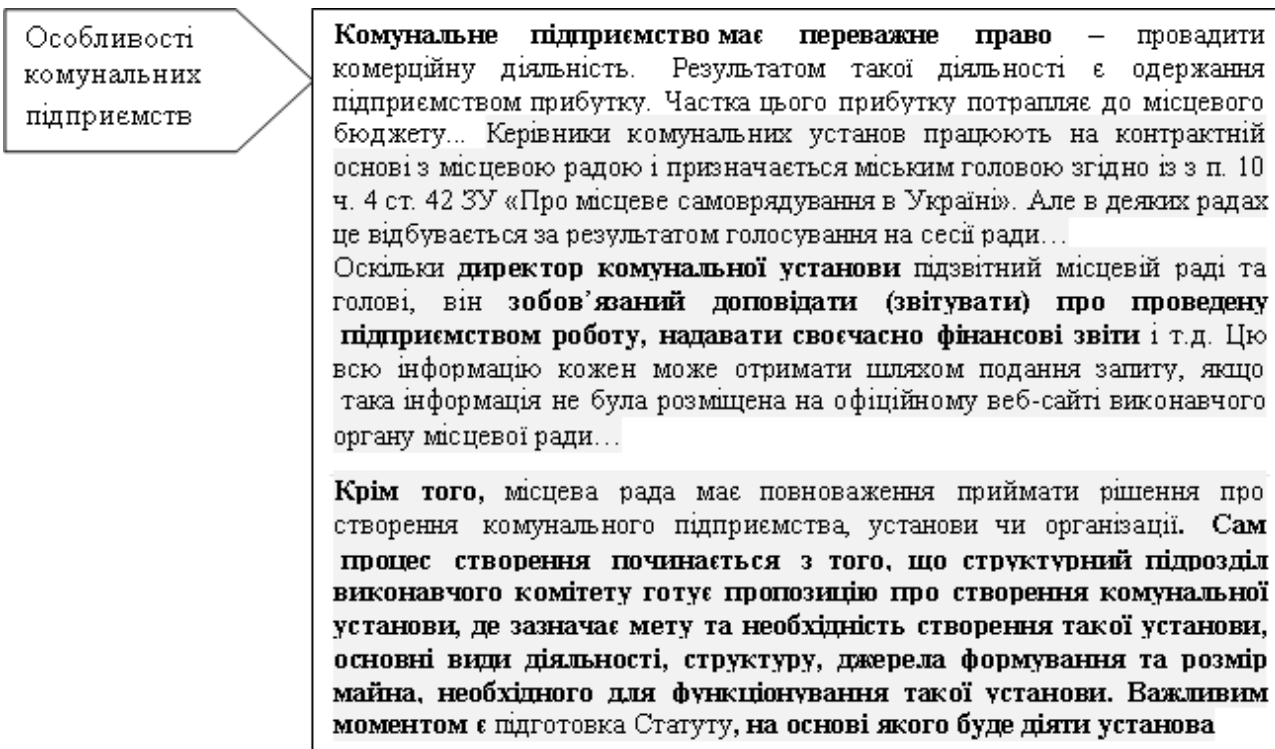 Особливості
комунальних
підприємств
Комунальне підприємство має переважне право – провадити
комерційну діяльність. Результатом такої діяльності є одержання
підприємством прибутку. Частка цього прибутку потрапляє до місцевого
бюджету... Керівники комунальних установ працюють на контрактній
основі з місцевою радою і призначається міським головою згідно із з п. 10
ч. 4 ст. 42 ЗУ «Про місцеве самоврядування в Україні». Але в деяких радах
це відбувається за результатом голосування на сесії ради…
Оскільки директор комунальної установи підзвітний місцевій раді та
голові, він зобов’язаний доповідати (звітувати) про проведену
підприємством роботу, надавати своєчасно фінансові звіти і т.д. Цю
всю інформацію кожен може отримати шляхом подання запиту, якщо
така інформація не була розміщена на офіційному веб-сайті виконавчого
органу місцевої ради…
Крім того, місцева рада має повноваження приймати рішення про
створення комунального підприємства, установи чи організації. Сам
процес створення починається з того, що структурний підрозділ
виконавчого комітету готує пропозицію про створення комунальної
установи, де зазначає мету та необхідність створення такої установи,
основні види діяльності, структуру, джерела формування та розмір
майна, необхідного для функціонування такої установи. Важливим
моментом є підготовка Статуту, на основі якого буде діяти установа